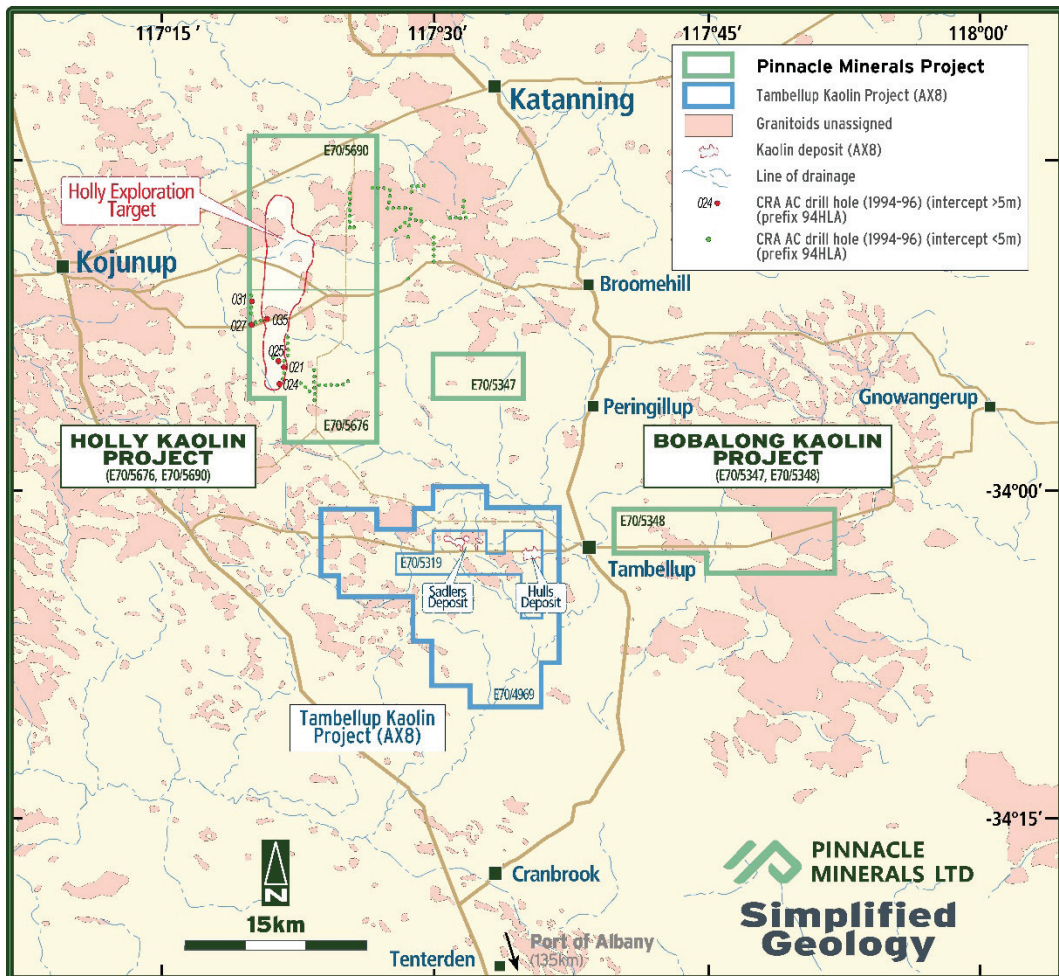 117°15 '
117°30 '
117°45 '
118°00 '
Pinnacle Minerals Project
Tambellup Kaolin Project (AX8)
Granitoids unassigned
Kaolin deposit (AX8)
Line of drainage
024 CRA AC drill hole (1994-96) (intercept >5m)
(prefix 94HLA)
CRA AC drill hole (1994-96) (intercept <5m)
(prefix 94HLA)
Katanning
E70/5690
Holly Exploration
Target
Kojunup
Broomehill
031
035
027
025
021
024
E70/5347
E70/5676
Peringillup
Gnowangerup
HOLLY KAOLIN
PROJECT
(E70/5676, E70/5690)
BOBALONG KAOLIN
PROJECT
(E70/5347, E70/5348)
-34°00 '
E70/5348
E70/5319
Tambellup
Sadlers
Deposit
Hulls
Deposit
E70/4969
Tambellup Kaolin
Project (AX8)
-34°15 '
N
15km
Cranbrook
PINNACLE
MINERALS LTD
Simplified
Geology
Port of Albany
(135km)
Tenterden